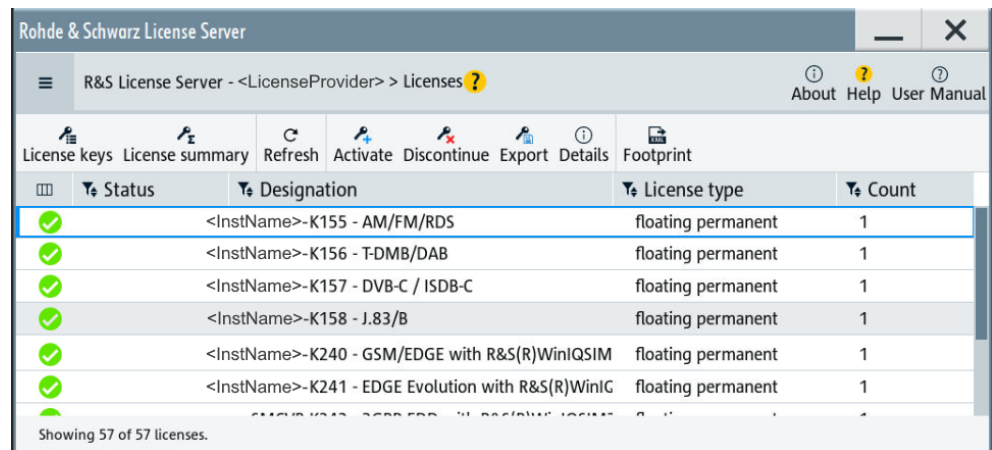 Rohde & Schwarz License Server
R&S License Server - <LicenseProvider> > Licenses ?
About Help User Manual
License keys License summary Refresh Activate Discontinue Export Details Footprint
Status Designation License type Count
<InstName>-K155 - AM/FM/RDS floating permanent 1
<InstName>-K156 - T-DMB/DAB floating permanent 1
<InstName>-K157 - DVB-C / ISDB-C floating permanent 1
<InstName>-K158 - J.83/B floating permanent 1
<InstName>-K240 - GSM/EDGE with R&S(R)WinIQSIM floating permanent 1
<InstName>-K241 - EDGE Evolution with R&S(R)WinIC floating permanent 1
Showing 57 of 57 licenses.